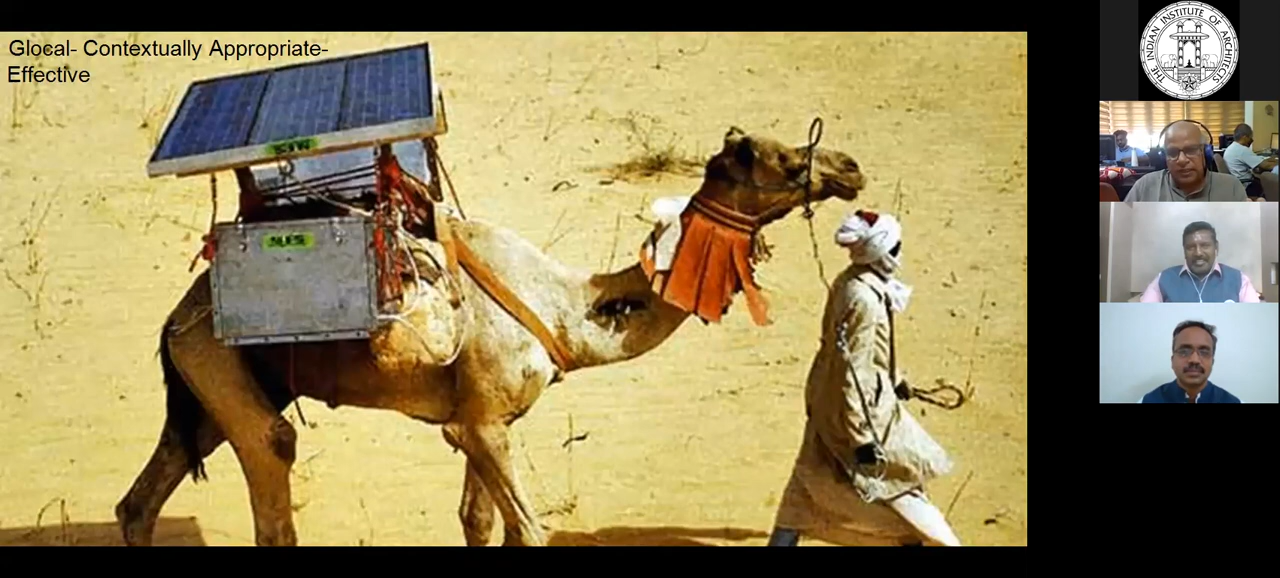 Glocal- Contextually Appropriate-
Effective
THE INDIAN INSTITUTE OF ARCHITECTS